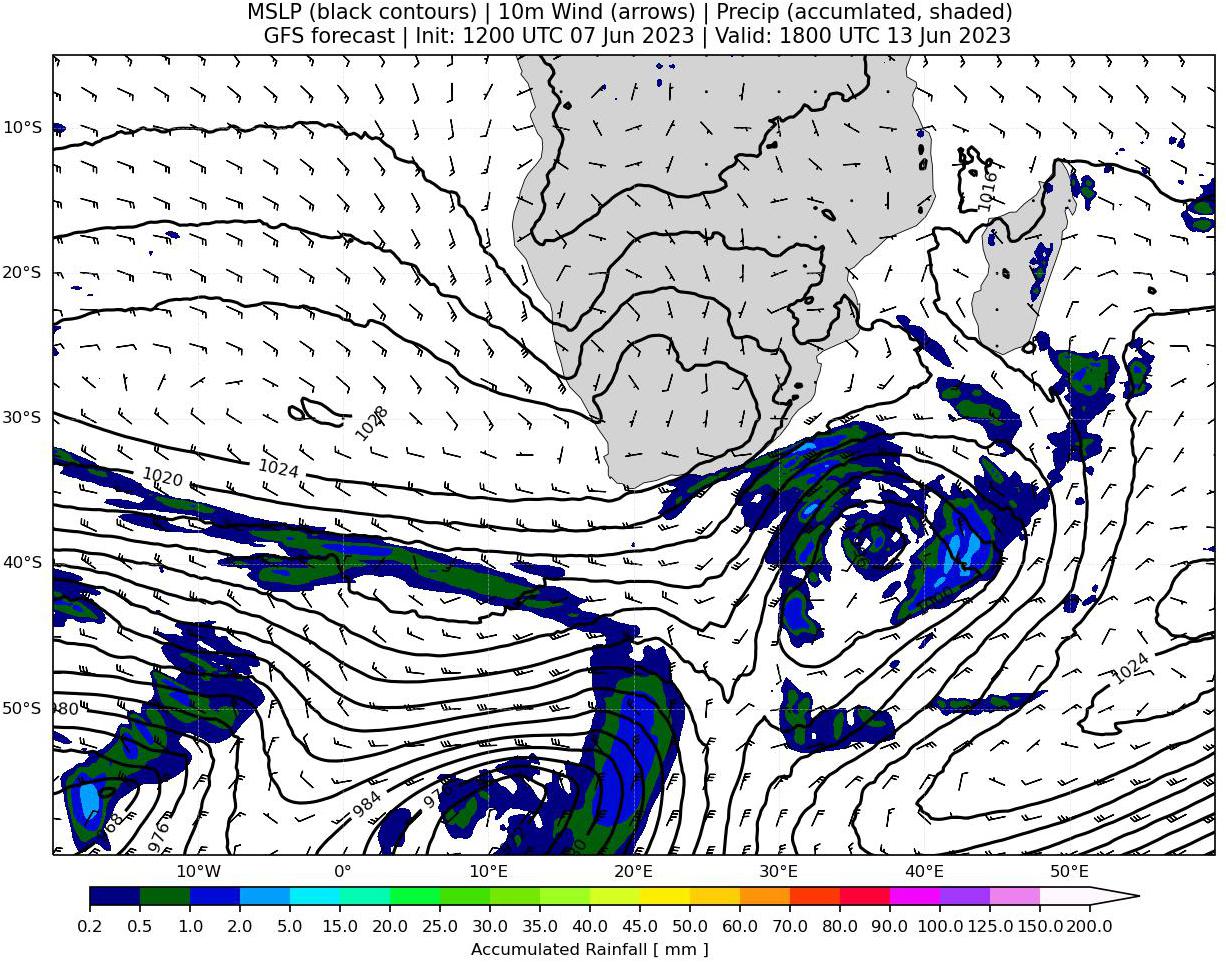 MSLP (black contours) | 10m Wind (arrows) | Precip (accumlated, shaded)
GFS forecast | Init: 1200 UTC 07 Jun 2023 | Valid: 1800 UTC 13 Jun 2023
10°S
1016
20°S
1028
30°S
1024
1020
40°S
1024
50°S
980
984
976
10°W 0° 10°E 20°E 30°E 40°E 50°E
0.2 0.5 1.0 2.0 5.0 10.0 15.0 20.0 25.0 30.0 35.0 40.0 45.0 50.0 60.0 70.0 80.0 90.0 100.0 125.0 150.0 200.0
Accumulated Rainfall [ mm ]